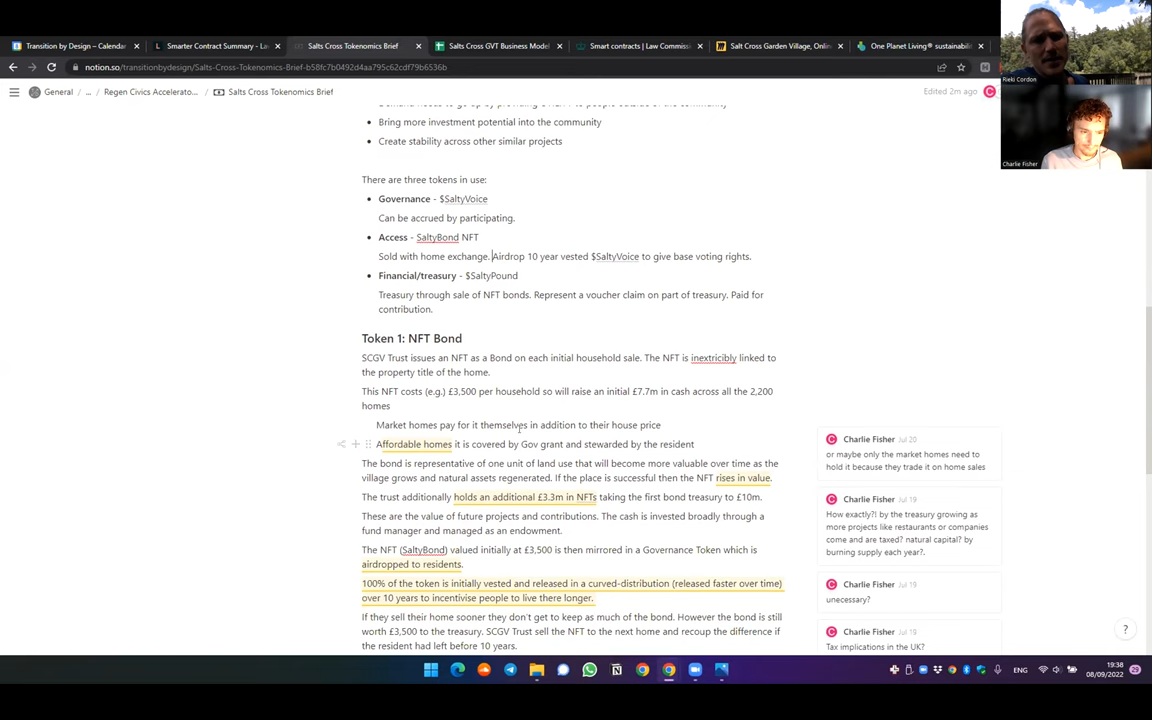 Transition by Design – Calendar
Smarter Contract Summary - La
Salts Cross Tokenomics Brief
Salts Cross GVT Business Model
Smart contracts | Law Commiss
Salt Cross Garden Village, Onlin
One Planet Living® sustainabil
notion.so/transitionbydesign/Salts-Cross-Tokenomics-Brief-b58fc7b0492d4aa795c62cdf79b6536b
General / ... / Regen Civics Accelerato... / Salts Cross Tokenomics Brief
Edited 2m ago
C
Rieki Cordon
Charlie Fisher
Bring more investment potential into the community
Create stability across other similar projects
There are three tokens in use:
Governance - $SaltyVoice
Can be accrued by participating.
Access - SaltyBond NFT
Sold with home exchange. Airdrop 10 year vested $SaltyVoice to give base voting rights.
Financial/treasury - $SaltyPound
Treasury through sale of NFT bonds. Represent a voucher claim on part of treasury. Paid for
contribution.
Token 1: NFT Bond
SCGV Trust issues an NFT as a Bond on each initial household sale. The NFT is inextricibly linked to
the property title of the home.
This NFT costs (e.g.) £3,500 per household so will raise an initial £7.7m in cash across all the 2,200
homes
Market homes pay for it themselves in addition to their house price
Affordable homes it is covered by Gov grant and stewarded by the resident
The bond is representative of one unit of land use that will become more valuable over time as the
village grows and natural assets regenerated. If the place is successful then the NFT rises in value.
The trust additionally holds an additional £3.3m in NFTs taking the first bond treasury to £10m.
These are the value of future projects and contributions. The cash is invested broadly through a
fund manager and managed as an endowment.
The NFT (SaltyBond) valued initially at £3,500 is then mirrored in a Governance Token which is
airdropped to residents.
100% of the token is initially vested and released in a curved-distribution (released faster over time)
over 10 years to incentivise people to live there longer.
If they sell their home sooner they don't get to keep as much of the bond. However the bond is still
worth £3,500 to the treasury. SCGV Trust sell the NFT to the next home and recoup the difference if
the resident had left before 10 years.
C Charlie Fisher Jul 20
or maybe only the market homes need to
hold it because they trade it on home sales
C Charlie Fisher Jul 19
How exactly?! by the treasury growing as
more projects like restaurants or companies
come and are taxed? natural capital? by
burning supply each year?.
C Charlie Fisher Jul 19
unecessary?
C Charlie Fisher Jul 19
Tax implications in the UK?
?
ENG
19:38
08/09/2022
29